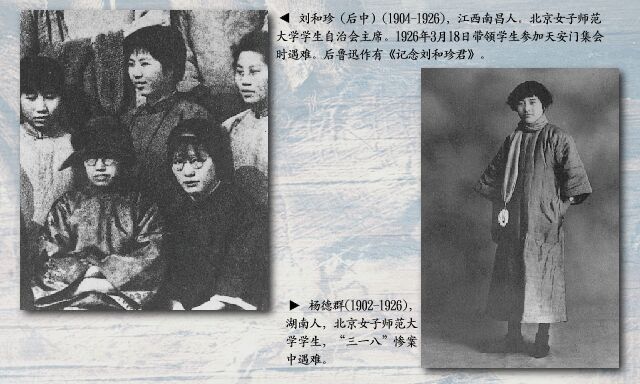 ◀ 刘和珍（后中）(1904-1926)，江西南昌人。北京女子师范
大学学生自治会主席。1926年3月18日带领学生参加天安门集会
时遇难。后鲁迅作有《记念刘和珍君》。
▶ 杨德群(1902-1926)，
湖南人，北京女子师范大
学学生，“三一八”惨案
中遇难。